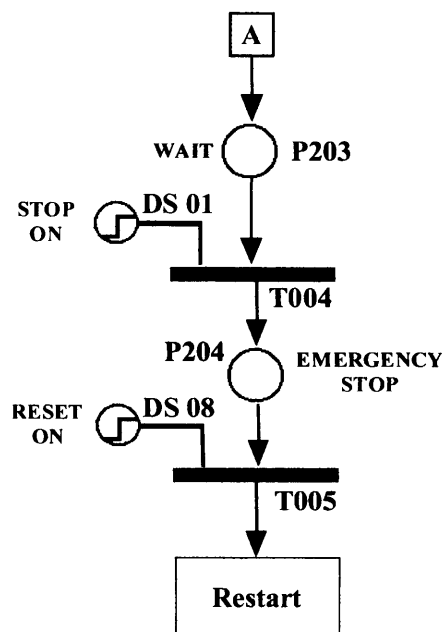 A
WAIT
P203
STOP
ON
DS 01
T004
P204
EMERGENCY
STOP
RESET
ON
DS 08
T005
Restart